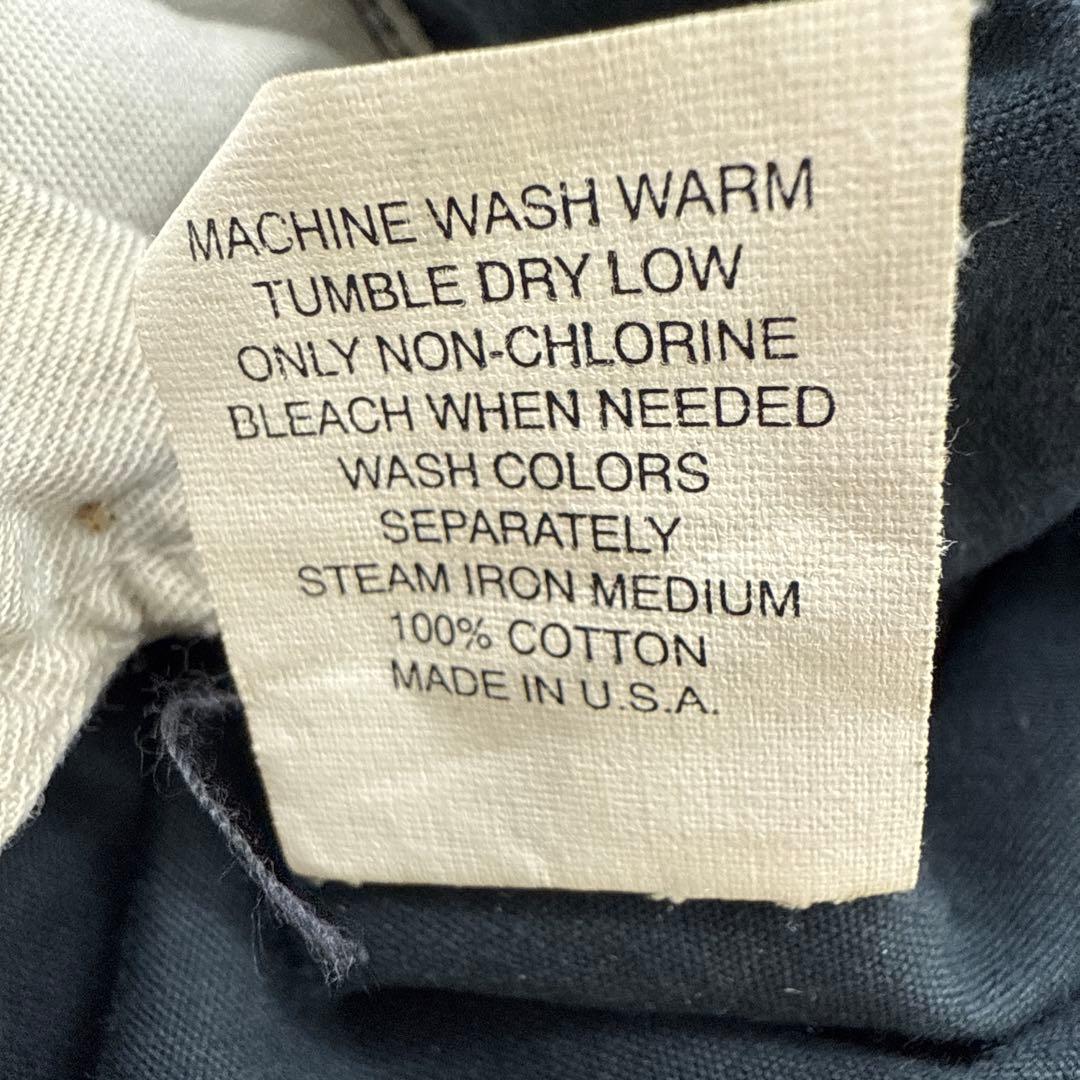 MACHINE WASH WARM
TUMBLE DRY LOW
ONLY NON-CHLORINE
BLEACH WHEN NEEDED
WASH COLORS
SEPARATELY
STEAM IRON MEDIUM
100% COTTON
MADE IN U.S.A.